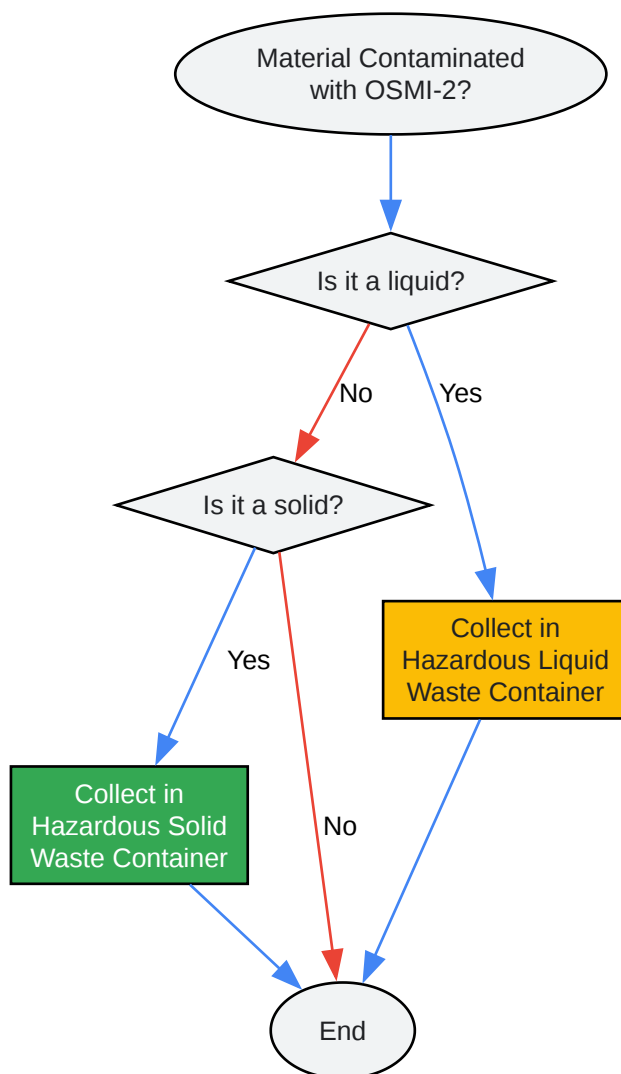 Material Contaminated
with OSMI-2?
Is it a liquid?
No
Yes
Is it a solid?
Collect in
Hazardous Liquid
Waste Container
Yes
Collect in
Hazardous Solid
Waste Container
No
End